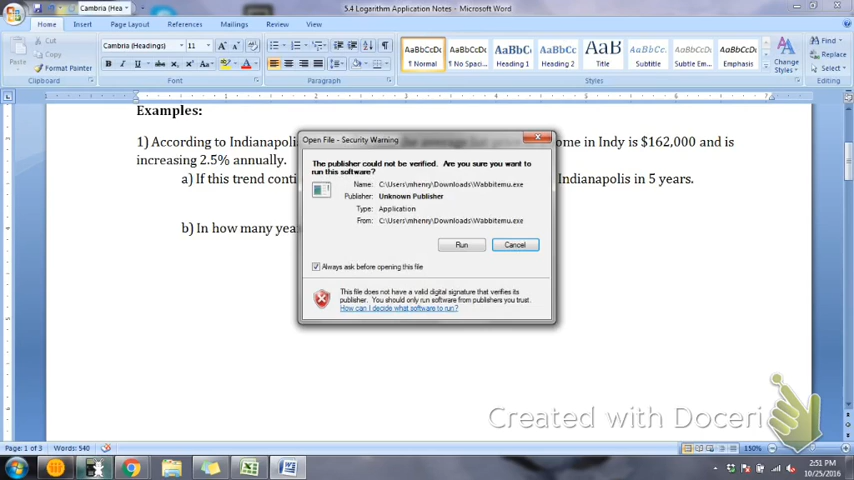 Cambria (Hea
5.4 Logarithm Application Notes - Microsoft Word
Home Insert Page Layout References Mailings Review View
Paste
Cut
Copy
Format Painter
Clipboard
Cambria (Headings) 11
B I U abc x₂ x² Aa
Font
Paragraph
AaBbCcDc AaBbCcDc AaBbCc AaBbCc AaB AaBbCc AaBbCcDc AaBbCcDc
¶ Normal ¶ No Spaci... Heading 1 Heading 2 Title Subtitle Subtle Em... Emphasis
Styles
Change Styles
Find
Replace
Select
Editing
Examples:
1) According to Indianapolis
ome in Indy is $162,000 and is
increasing 2.5% annually.
a) If this trend conti
Indianapolis in 5 years.
b) In how many yea
Open File - Security Warning
The publisher could not be verified. Are you sure you want to
run this software?
Name: C:\Users\mhenry\Downloads\Wabbitemu.exe
Publisher: Unknown Publisher
Type: Application
From: C:\Users\mhenry\Downloads\Wabbitemu.exe
Run Cancel
Always ask before opening this file
This file does not have a valid digital signature that verifies its
publisher. You should only run software from publishers you trust.
How can I decide what software to run?
Created with Doceri
Page: 1 of 3 Words: 540
150%
2:51 PM
10/25/2016